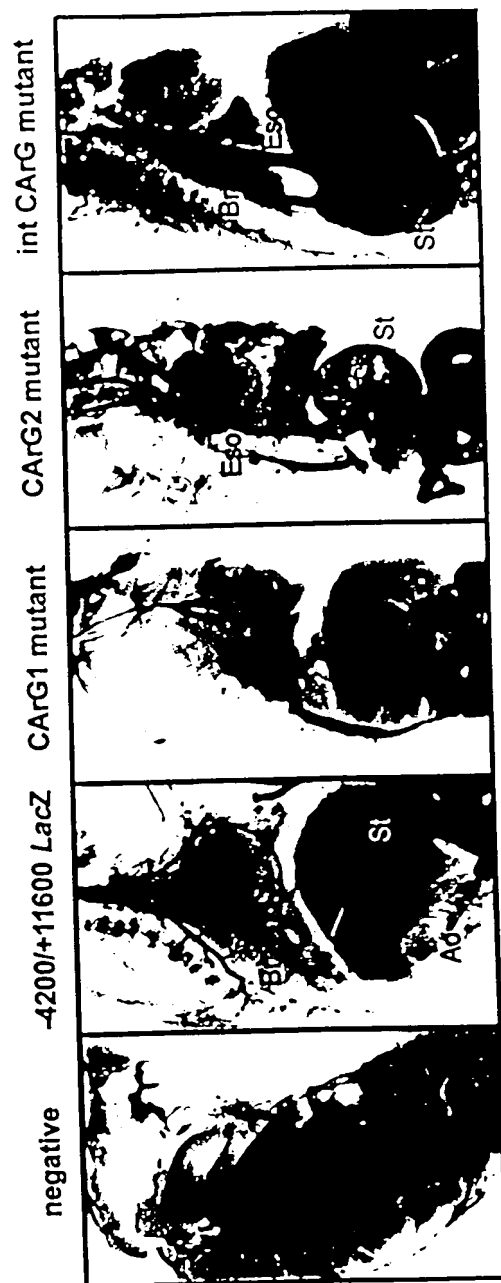 negative
-4200/+11600 LacZ
CArG1 mutant
CArG2 mutant
int CArG mutant
Br
St
Ao
Eso
St
Br
Eso
St